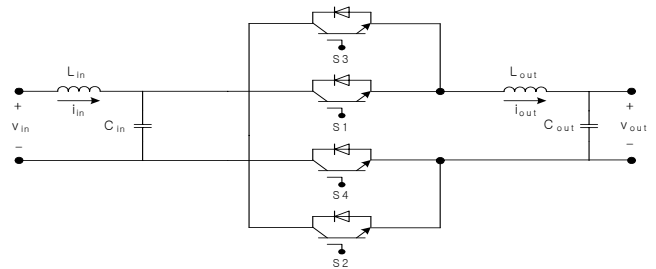 S3
L in
+
i in
v in
−
C in
S1
L out
i out
C out
+
v out
−
S4
S2